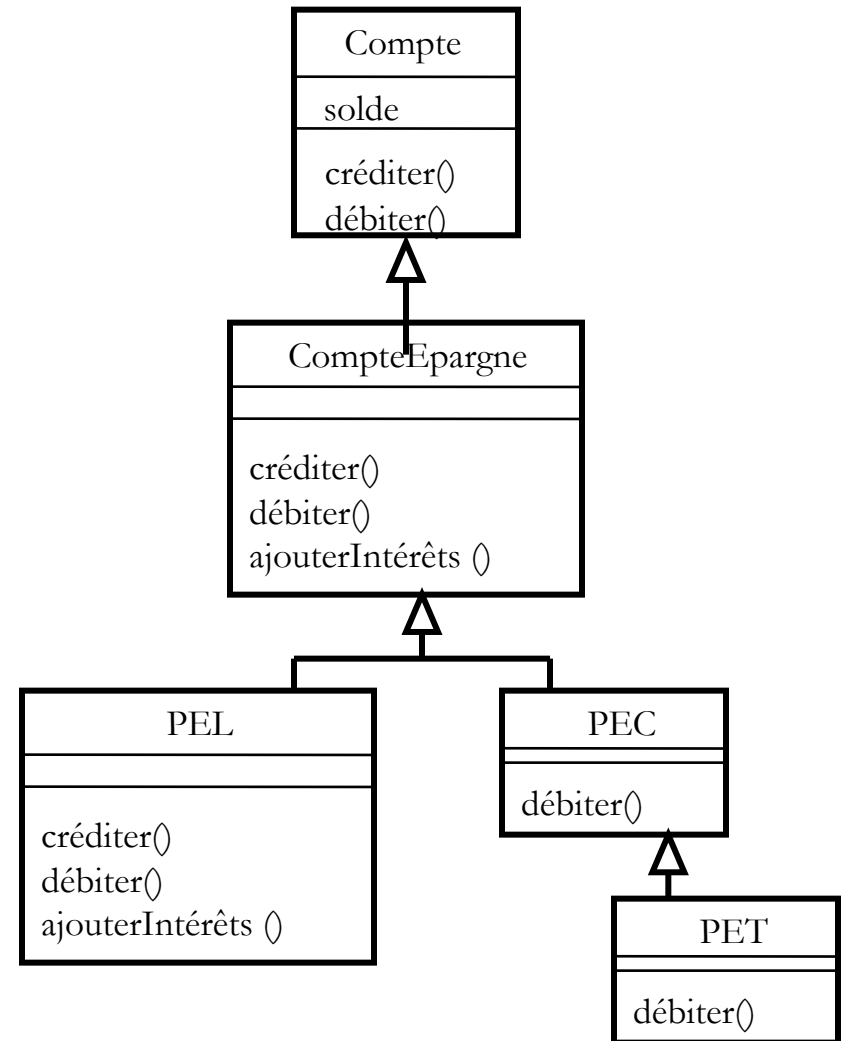 Compte
solde
créditer()
débiter()
CompteEpargne
créditer()
débiter()
ajouterIntérêts ()
PEL
créditer()
débiter()
ajouterIntérêts ()
PEC
débiter()
PET
débiter()